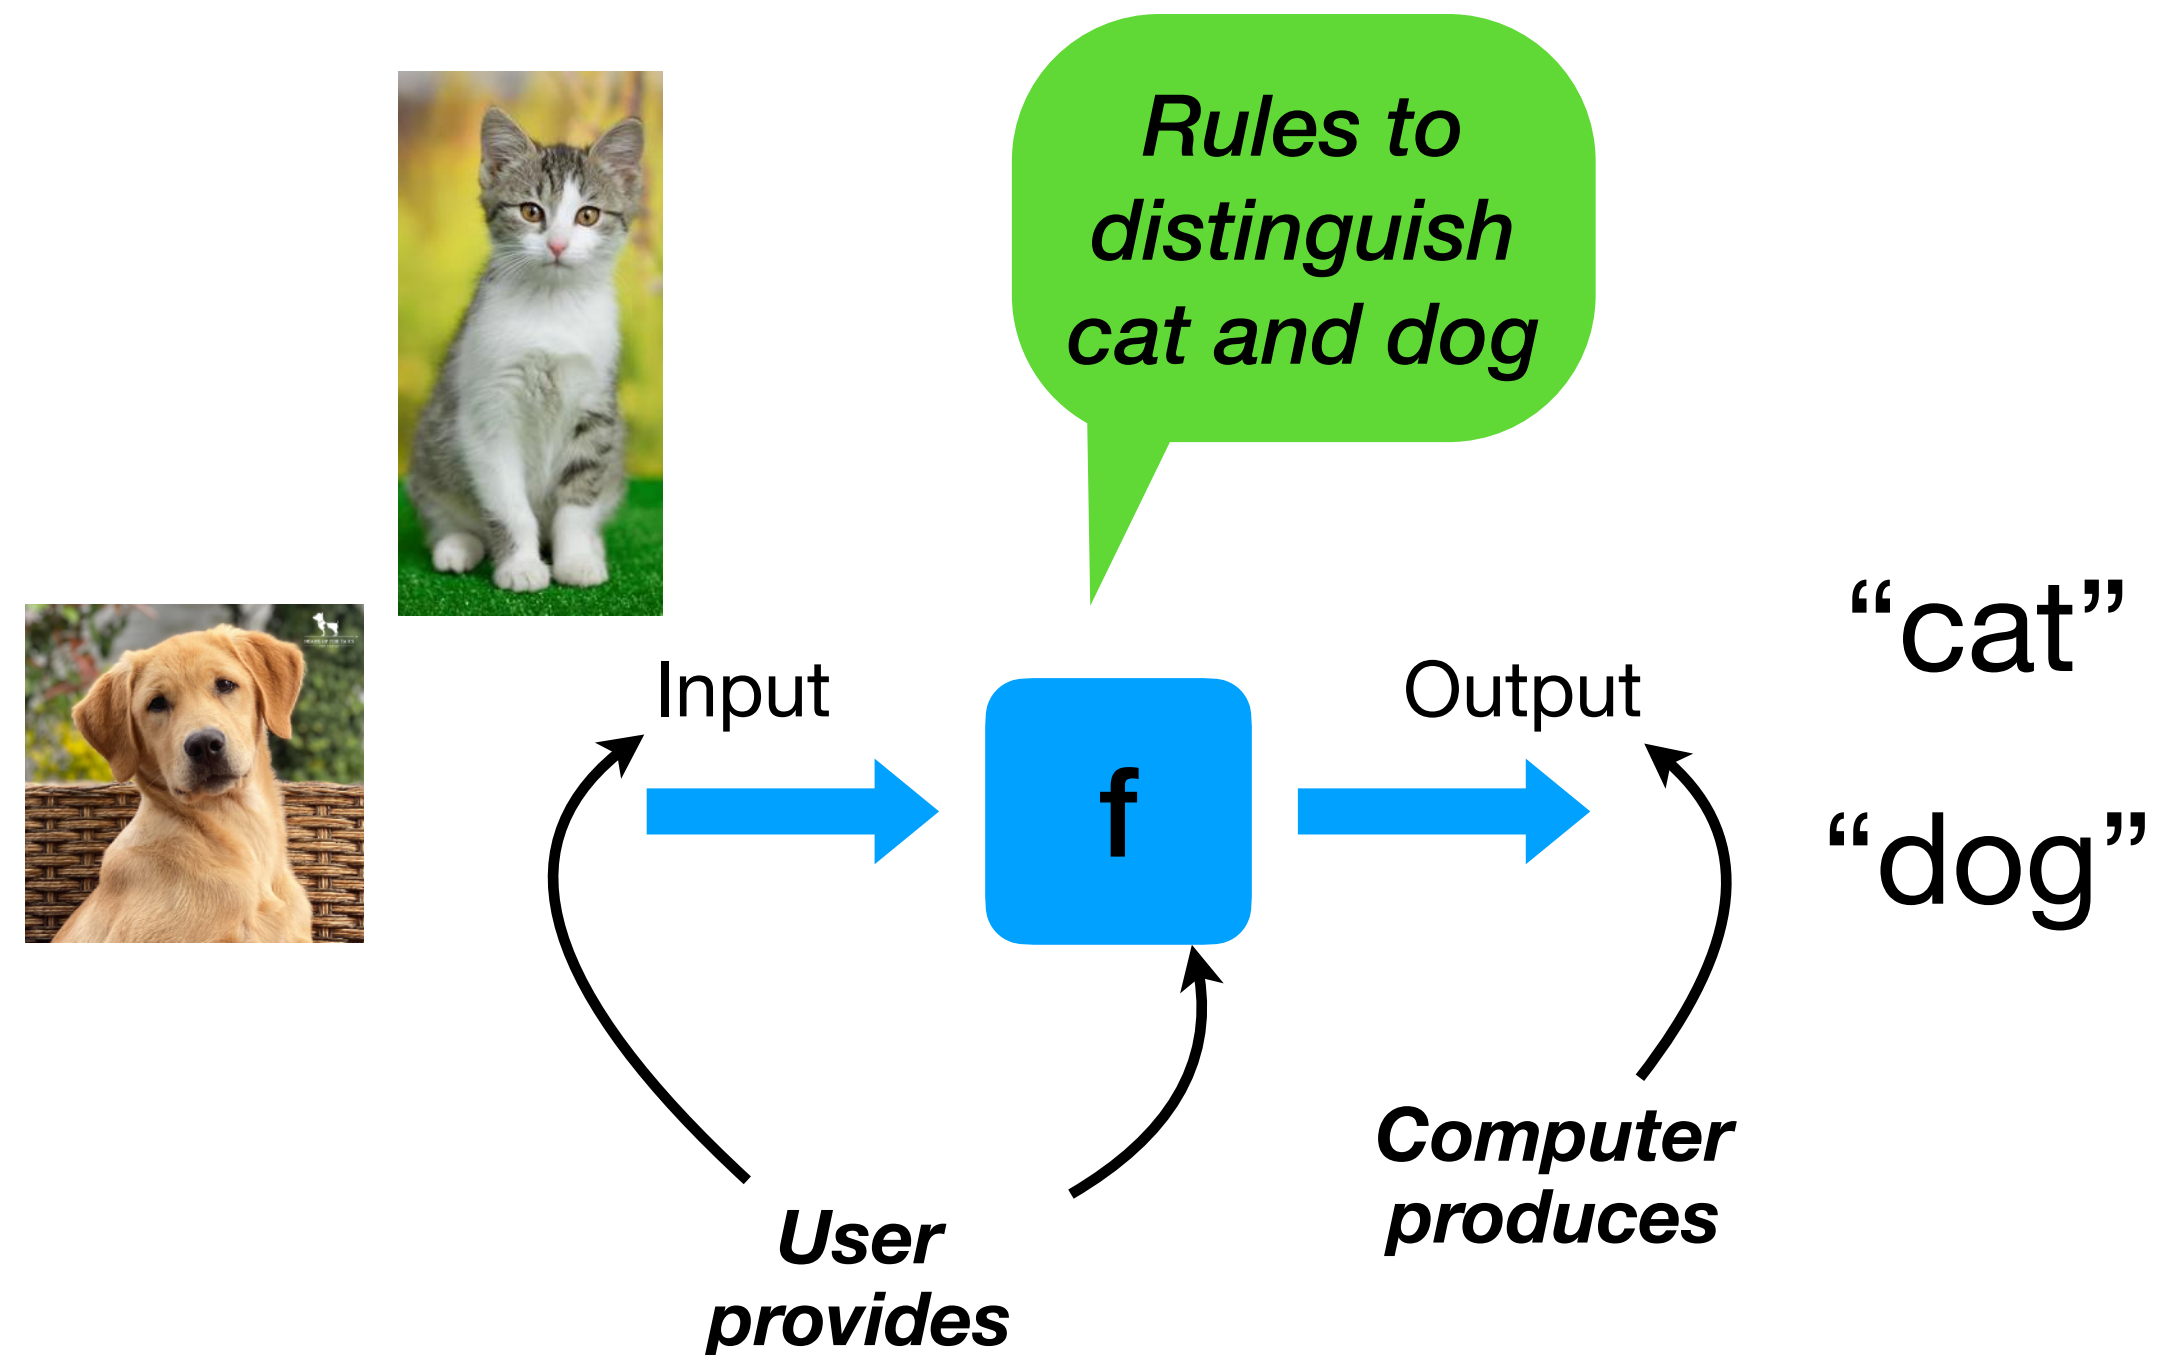 Rules to
distinguish
cat and dog
Input
f
Output
“cat”
“dog”
User
provides
Computer
produces